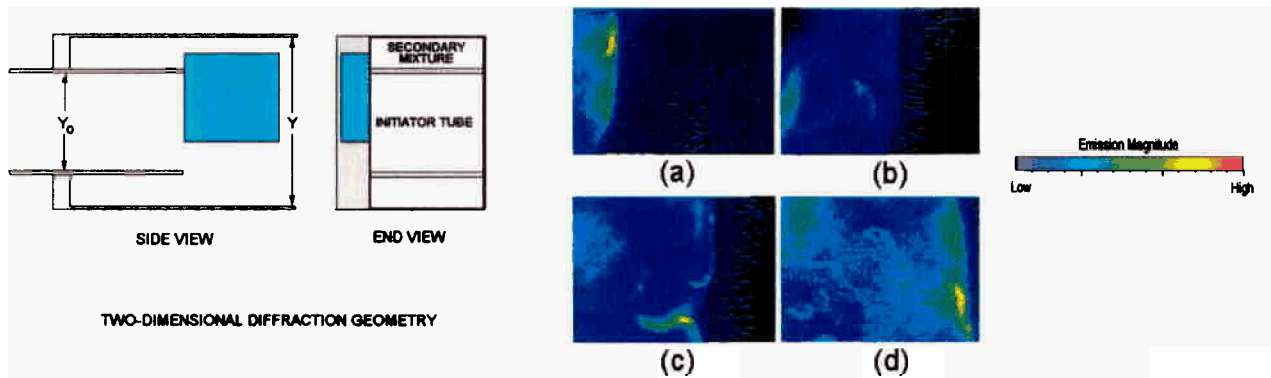 Y₀
Y
SIDE VIEW
SECONDARY
MIXTURE
INITIATOR TUBE
END VIEW
TWO-DIMENSIONAL DIFFRACTION GEOMETRY
(a)
(b)
(c)
(d)
Emission Magnitude
Low
High